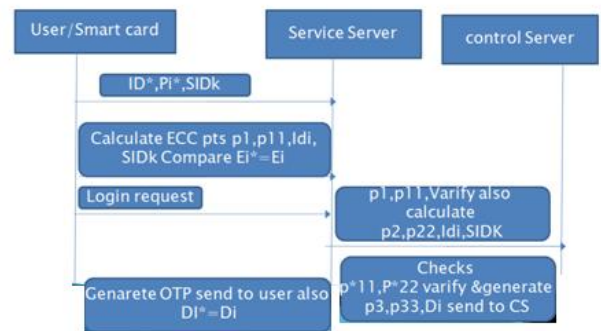 User/Smart card
Service Server
control Server
ID*,Pi*,SIDk
Calculate ECC pts p1,p11,Idi,
SIDk Compare Ei*=Ei
Login request
p1,p11,Varify also
calculate
p2,p22,Idi,SIDK
Checks
p*11,P*22 varify &generate
p3,p33,Di send to CS
Genarete OTP send to user also
DI*=Di